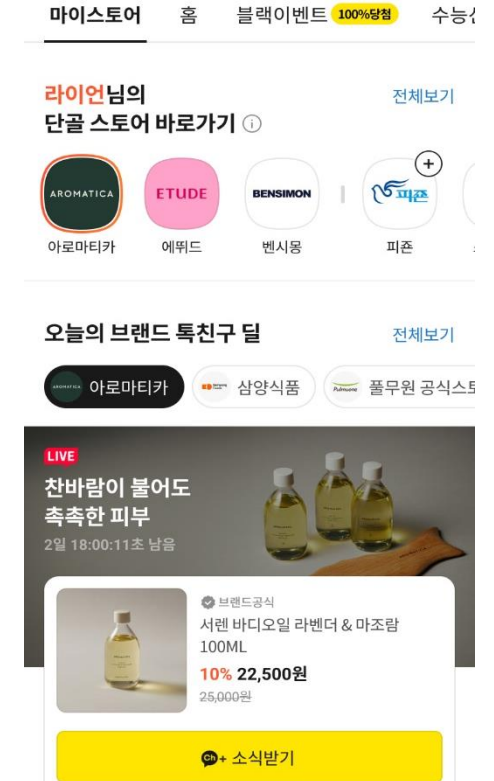 마이스토어 홈 블랙이벤트 100%당첨 수능
라이언님의
단골 스토어 바로가기
전체보기
AROMATICA ETUDE BENSIMON 피죤
아로마티카 에뛰드 벤시몽 피죤
오늘의 브랜드 톡친구 딜 전체보기
AROMATICA 아로마티카 삼양식품 Pulmuone 풀무원 공식스토
LIVE
찬바람이 불어도
촉촉한 피부
2일 18:00:11초 남음
브랜드공식
서렌 바디오일 라벤더 & 마조람
100ML
10% 22,500원
25,000원
Ch+ 소식받기